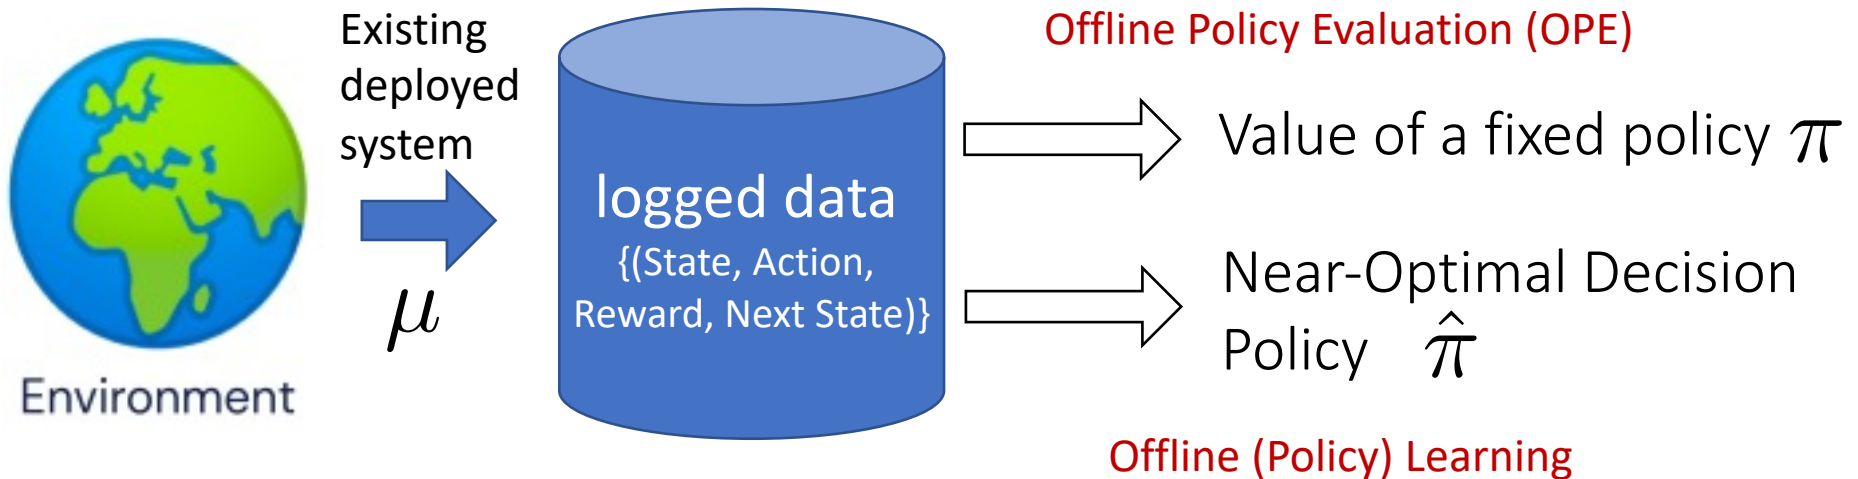 Environment
Existing
deployed
system
μ
logged data
{(State, Action,
Reward, Next State)}
Offline Policy Evaluation (OPE)
Value of a fixed policy π
Near-Optimal Decision
Policy π̂
Offline (Policy) Learning